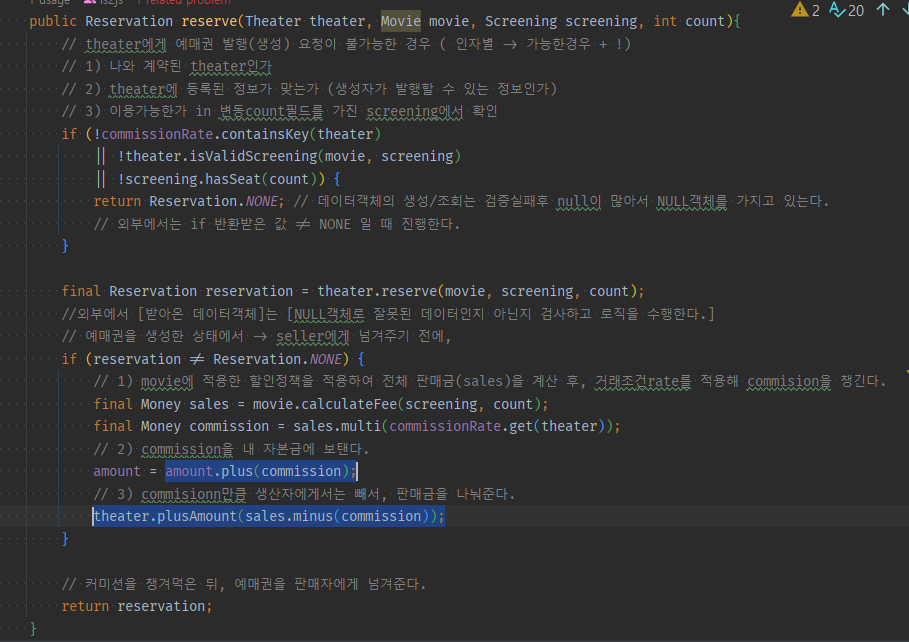 1 usage is2js 1 related problem
2 20
public Reservation reserve(Theater theater, Movie movie, Screening screening, int count){
// theater에게 예매권 발행(생성) 요청이 불가능한 경우 ( 인자별 -> 가능한경우 + !)
// 1) 나와 계약된 theater인가
// 2) theater에 등록된 정보가 맞는가 (생성자가 발행할 수 있는 정보인가)
// 3) 이용가능한가 in 변동count필드를 가진 screening에서 확인
if (!commissionRate.containsKey(theater)
|| !theater.isValidScreening(movie, screening)
|| !screening.hasSeat(count)) {
return Reservation.NONE; // 데이터객체의 생성/조회는 검증실패후 null이 많아서 NULL객체를 가지고 있는다.
// 외부에서는 if 반환받은 값 != NONE 일 때 진행한다.
}
final Reservation reservation = theater.reserve(movie, screening, count);
//외부에서 [받아온 데이터객체]는 [NULL객체로 잘못된 데이터인지 아닌지 검사하고 로직을 수행한다.]
// 예매권을 생성한 상태에서 -> seller에게 넘겨주기 전에,
if (reservation != Reservation.NONE) {
// 1) movie에 적용한 할인정책을 적용하여 전체 판매금(sales)을 계산 후, 거래조건rate를 적용해 commision을 챙긴다.
final Money sales = movie.calculateFee(screening, count);
final Money commission = sales.multi(commissionRate.get(theater));
// 2) commission을 내 자본금에 보탠다.
amount = amount.plus(commission);
// 3) commisionn만큼 생산자에게서는 빼서, 판매금을 나눠준다.
theater.plusAmount(sales.minus(commission));
}
// 커미션을 챙겨먹은 뒤, 예매권을 판매자에게 넘겨준다.
return reservation;
}